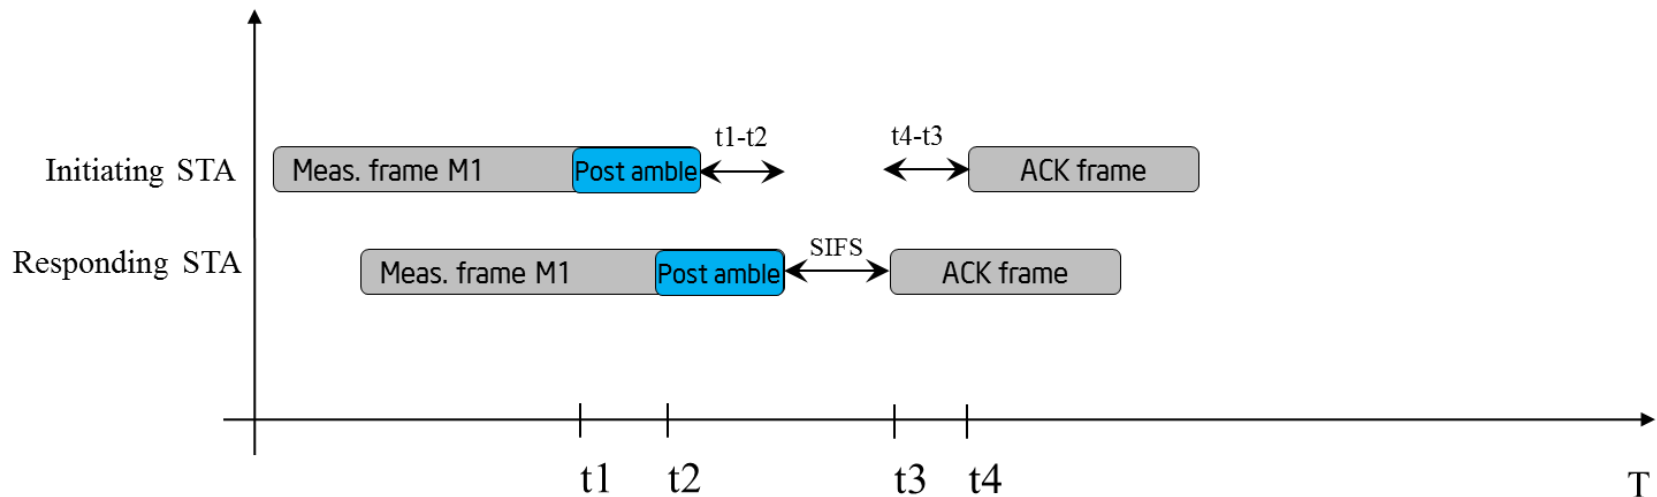 t1-t2
t4-t3
Initiating STA
Meas. frame M1
Post amble
ACK frame
SIFS
Responding STA
Meas. frame M1
Post amble
ACK frame
t1
t2
t3
t4
T